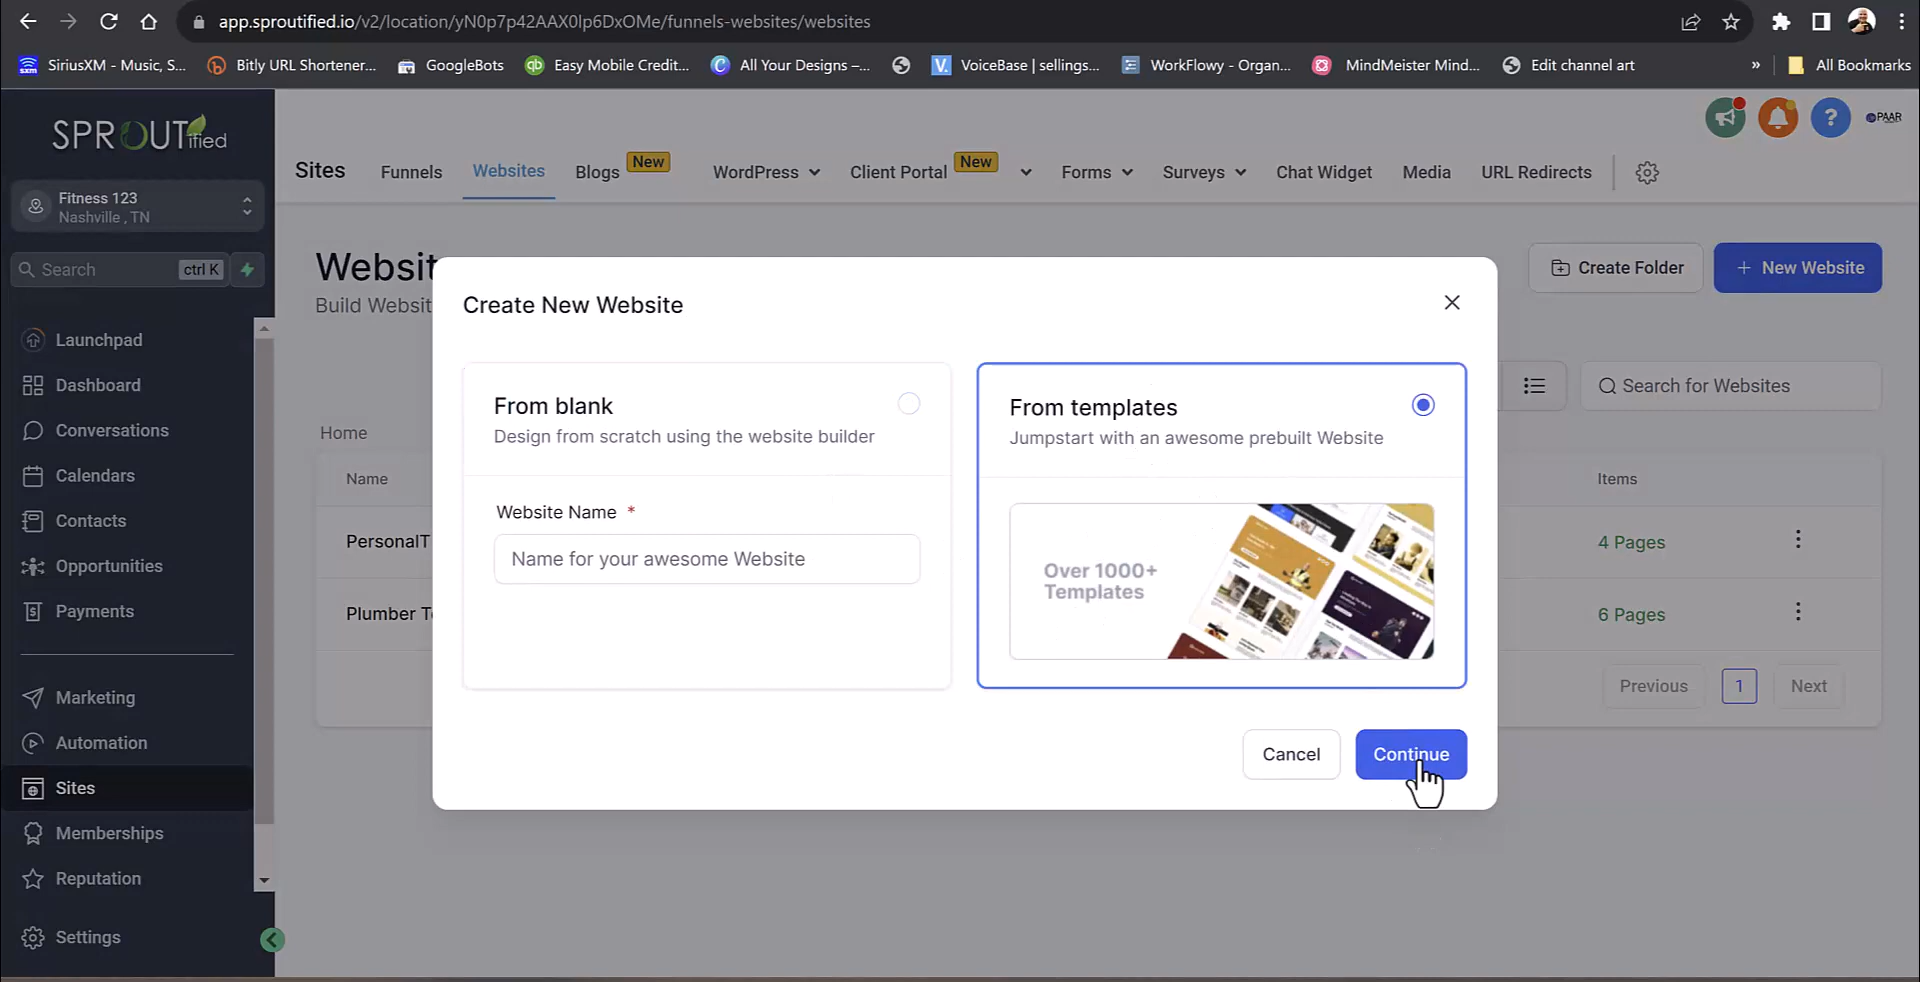 app.sproutified.io/v2/location/yN0p7p42AAX0lp6DxOMe/funnels-websites/websites
SiriusXM - Music, S...
Bitly URL Shortener...
GoogleBots
Easy Mobile Credit...
All Your Designs –...
VoiceBase | sellings...
WorkFlowy - Organ...
MindMeister Mind...
Edit channel art
»
All Bookmarks
SPROUTified
Fitness 123
Nashville , TN
Search
ctrl K
Launchpad
Dashboard
Conversations
Calendars
Contacts
Opportunities
Payments
Marketing
Automation
Sites
Memberships
Reputation
Settings
PAAR
Sites
Funnels
Websites
Blogs
New
WordPress
Client Portal
New
Forms
Surveys
Chat Widget
Media
URL Redirects
Websit
Build Websit
Create Folder
+ New Website
Search for Websites
Home
Name
Items
PersonalT
4 Pages
Plumber Te
6 Pages
Previous
1
Next
Create New Website
From blank
Design from scratch using the website builder
Website Name *
Name for your awesome Website
From templates
Jumpstart with an awesome prebuilt Website
Over 1000+
Templates
Cancel
Continue